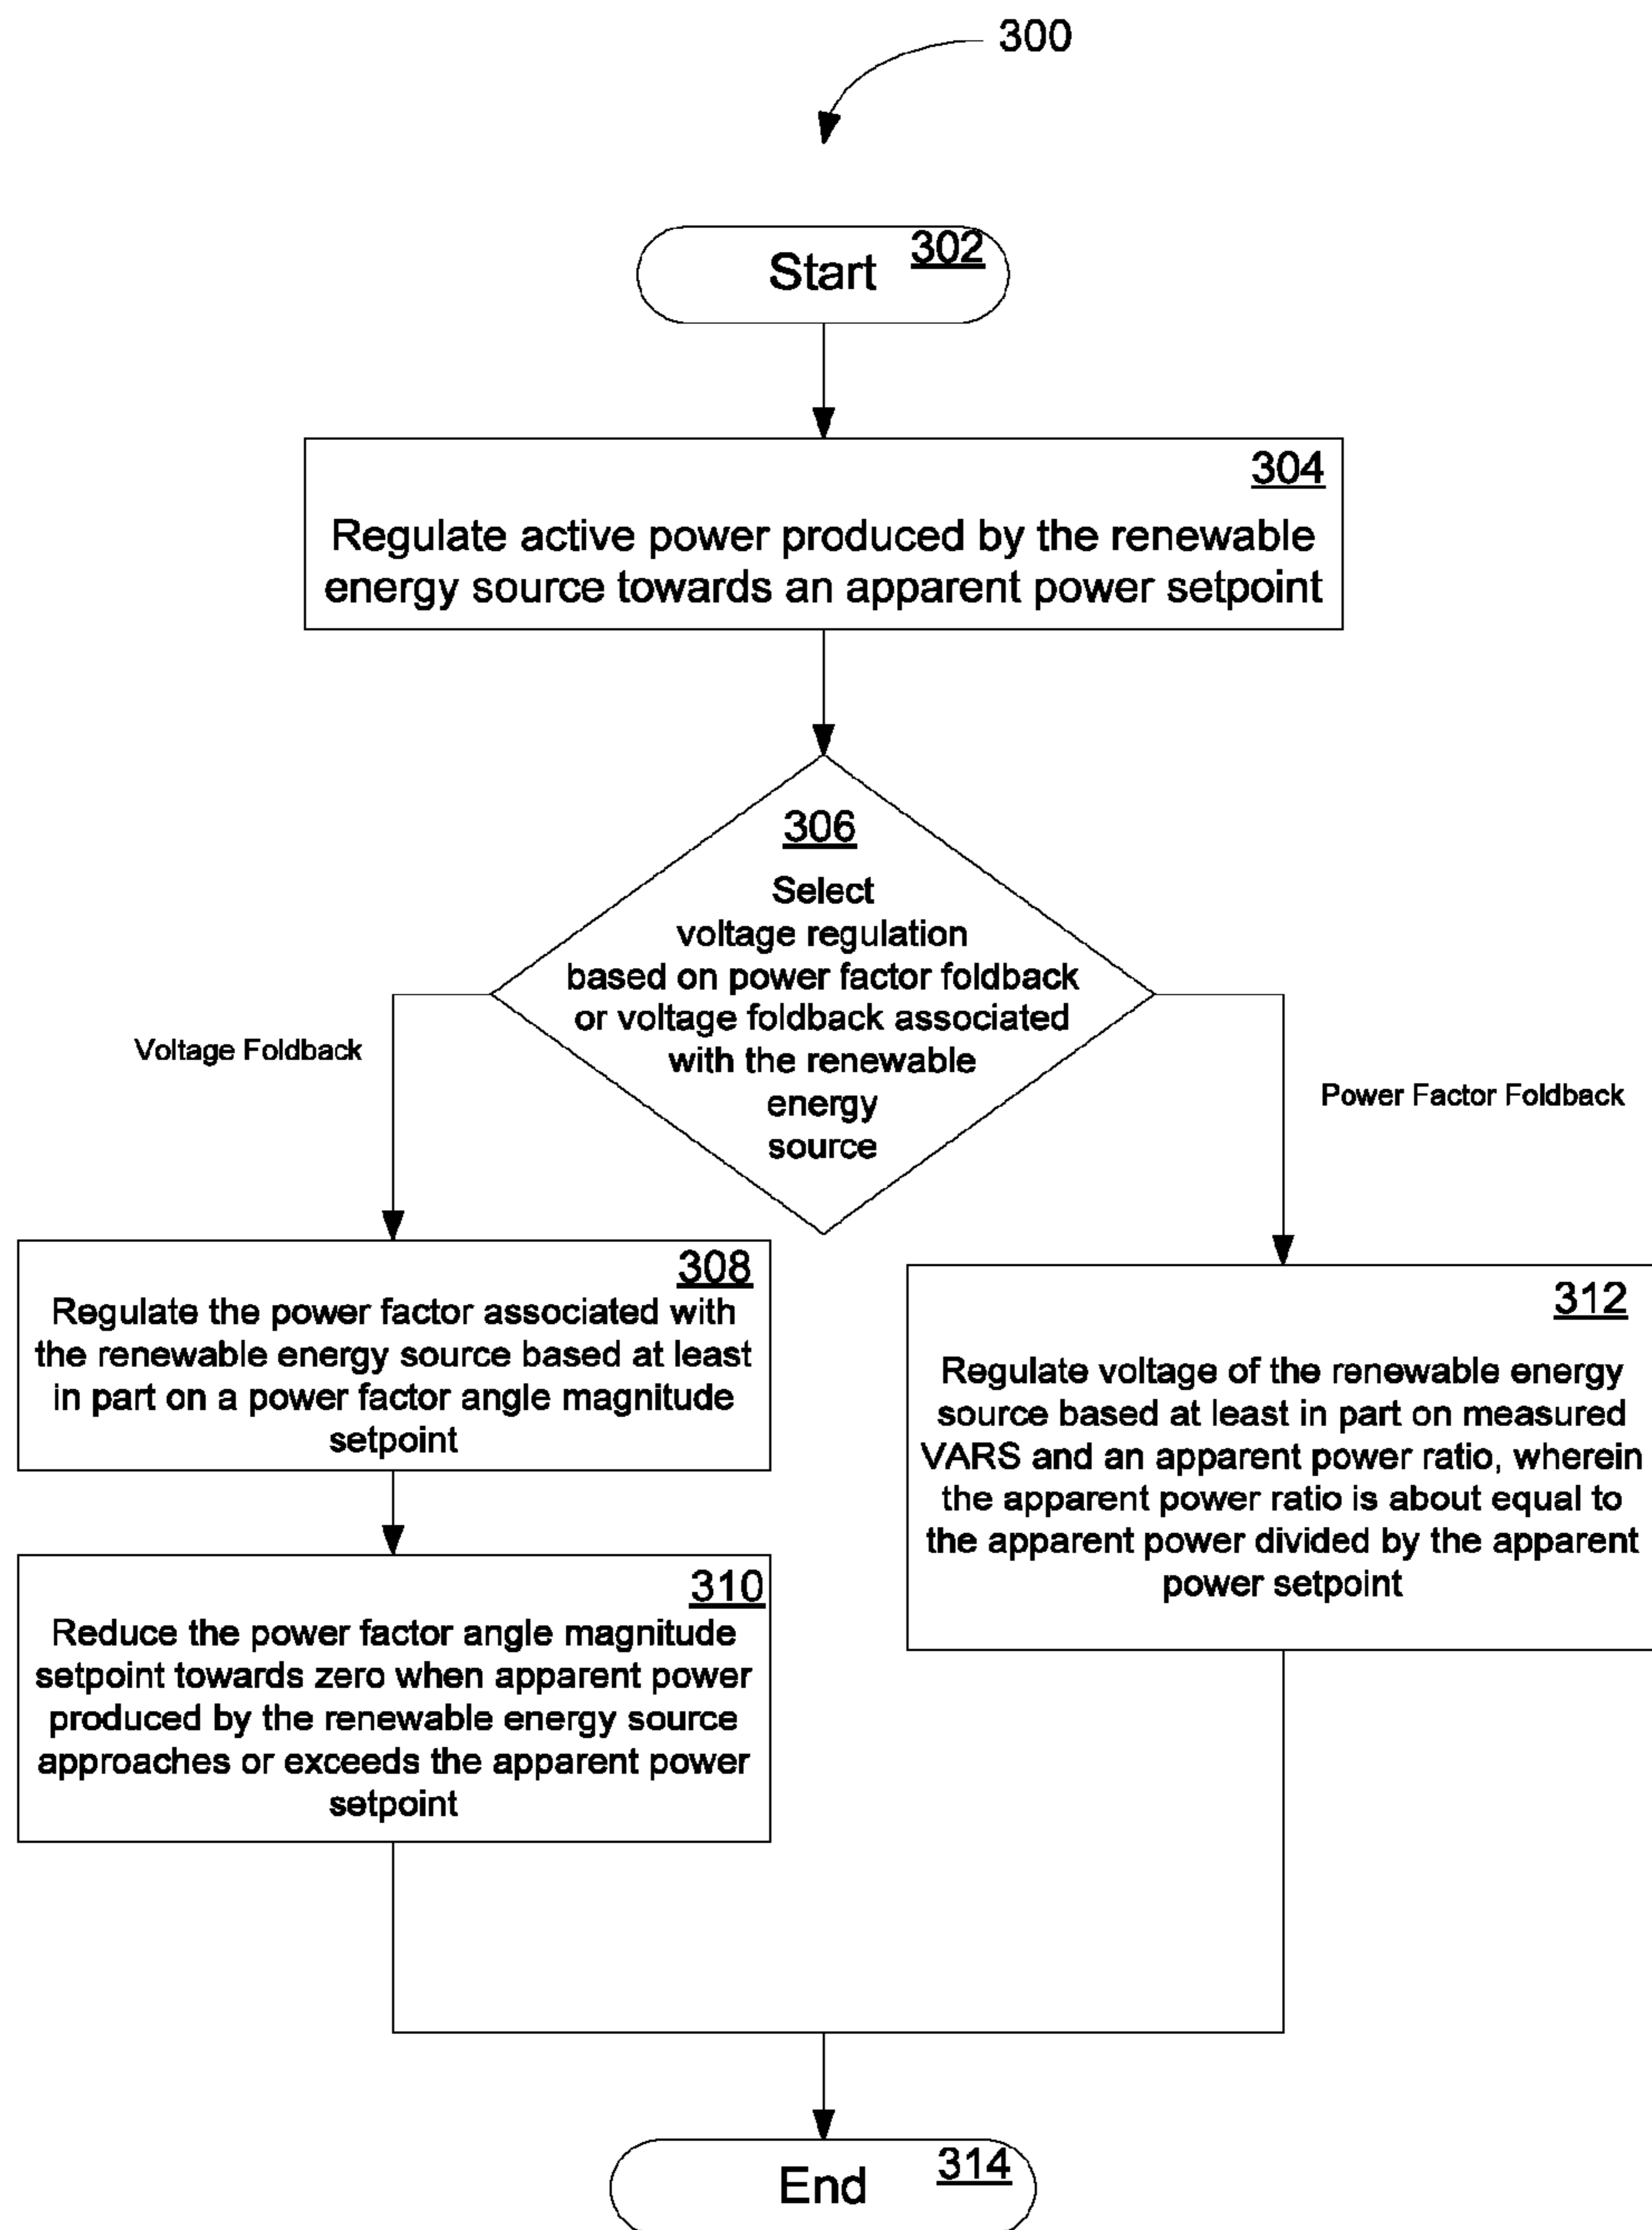 300
302
Start
304
Regulate active power produced by the renewable
energy source towards an apparent power setpoint
306
Select
voltage regulation
based on power factor foldback
or voltage foldback associated
with the renewable
energy
source
Voltage Foldback
Power Factor Foldback
308
Regulate the power factor associated with
the renewable energy source based at least
in part on a power factor angle magnitude
setpoint
310
Reduce the power factor angle magnitude
setpoint towards zero when apparent power
produced by the renewable energy source
approaches or exceeds the apparent power
setpoint
312
Regulate voltage of the renewable energy
source based at least in part on measured
VARS and an apparent power ratio, wherein
the apparent power ratio is about equal to
the apparent power divided by the apparent
power setpoint
314
End